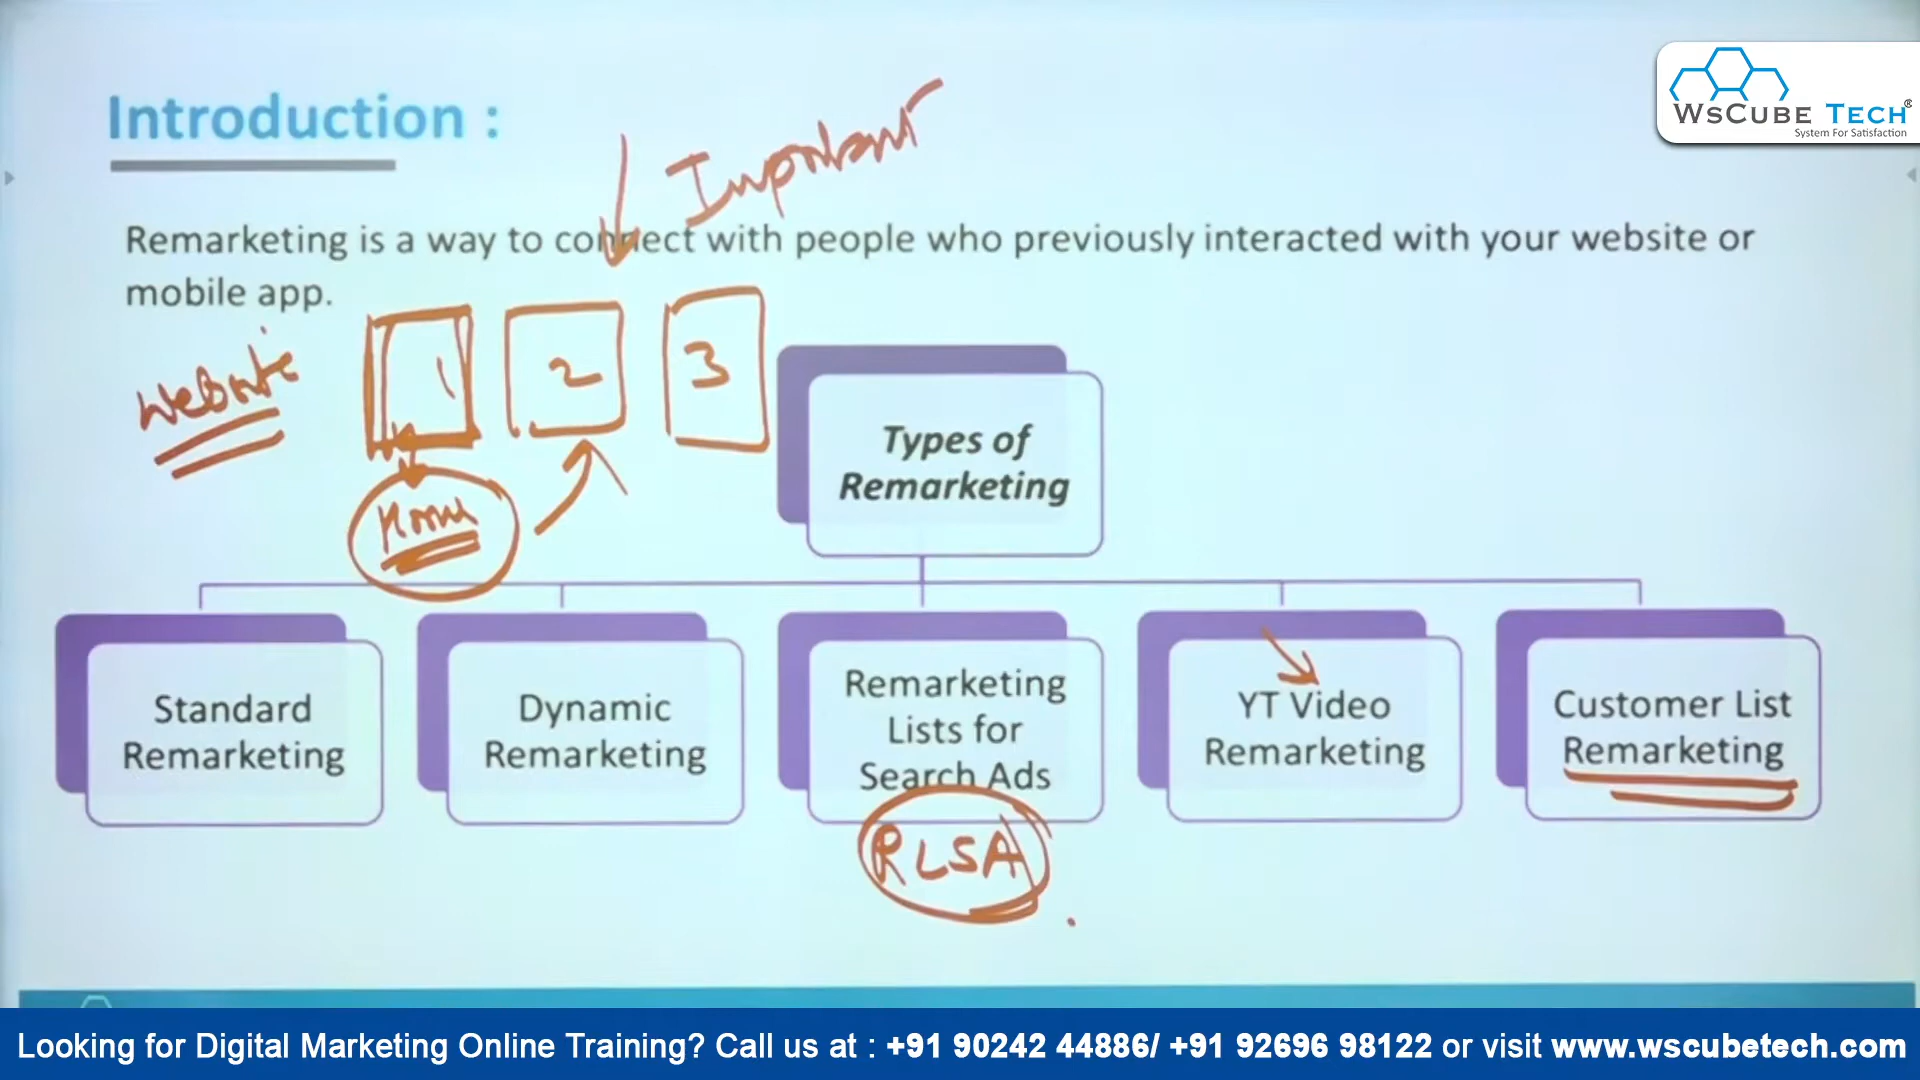 Introduction :
Important
Remarketing is a way to connect with people who previously interacted with your website or
mobile app.
Website
1
2
3
Home
Types of
Remarketing
Standard
Remarketing
Dynamic
Remarketing
Remarketing
Lists for
Search Ads
RLSA
YT Video
Remarketing
Customer List
Remarketing
WsCube Tech®
System For Satisfaction
Looking for Digital Marketing Online Training? Call us at : +91 90242 44886/ +91 92696 98122 or visit www.wscubetech.com